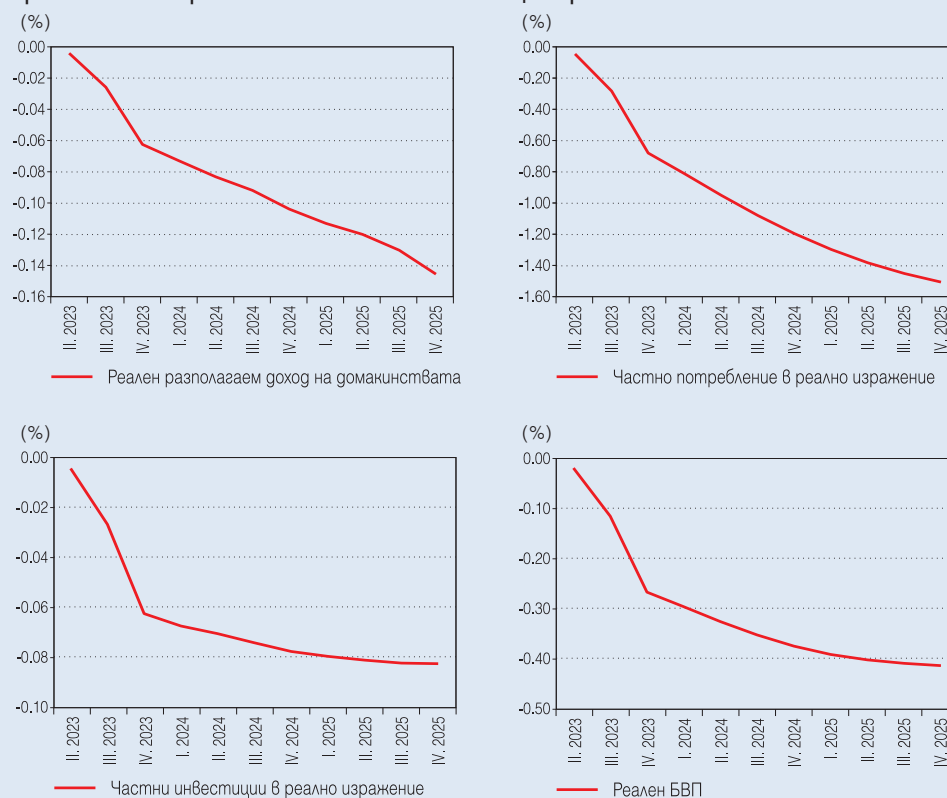 (%)
0.00
-0.02
-0.04
-0.06
-0.08
-0.10
-0.12
-0.14
-0.16
II. 2023
III. 2023
IV. 2023
I. 2024
II. 2024
III. 2024
IV. 2024
I. 2025
II. 2025
III. 2025
IV. 2025
Реален разполагаем доход на домакинствата
(%)
0.00
-0.20
-0.40
-0.60
-0.80
-1.00
-1.20
-1.40
-1.60
II. 2023
III. 2023
IV. 2023
I. 2024
II. 2024
III. 2024
IV. 2024
I. 2025
II. 2025
III. 2025
IV. 2025
Частно потребление в реално изражение
(%)
0.00
-0.02
-0.04
-0.06
-0.08
-0.10
II. 2023
III. 2023
IV. 2023
I. 2024
II. 2024
III. 2024
IV. 2024
I. 2025
II. 2025
III. 2025
IV. 2025
Частни инвестиции в реално изражение
(%)
0.00
-0.10
-0.20
-0.30
-0.40
-0.50
II. 2023
III. 2023
IV. 2023
I. 2024
II. 2024
III. 2024
IV. 2024
I. 2025
II. 2025
III. 2025
IV. 2025
Реален БВП